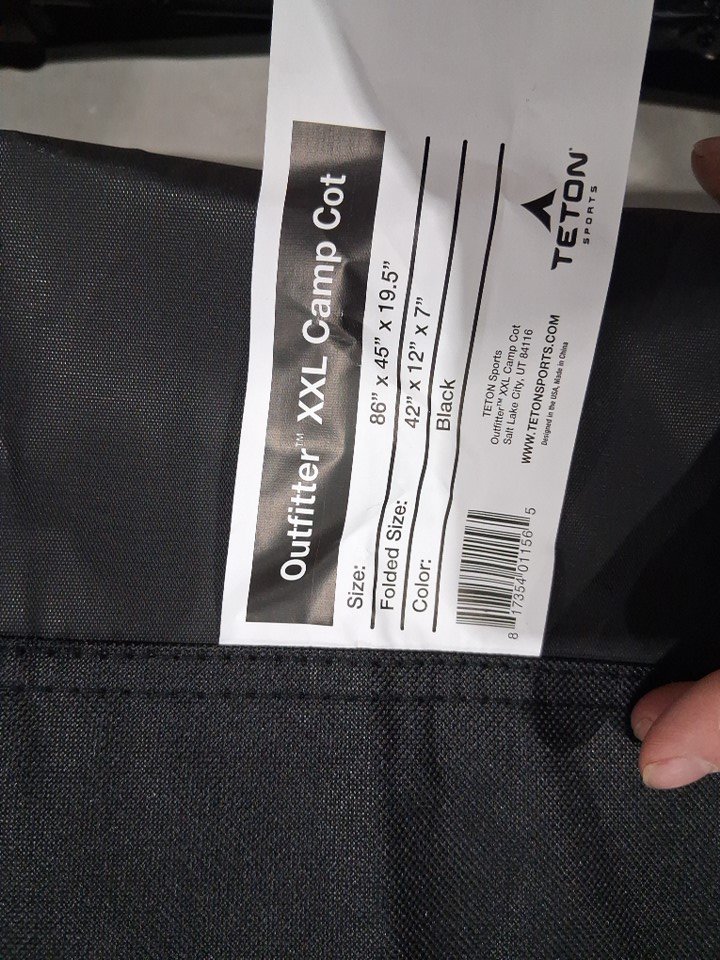 Outfitter™ XXL Camp Cot
Size: 86” x 45” x 19.5”
Folded Size: 42” x 12” x 7”
Color: Black
8 17354 01156 5
TETON Sports
Outfitter™ XXL Camp Cot
Salt Lake City, UT 84116
WWW.TETONSPORTS.COM
Designed in the USA, Made in China
TETON
SPORTS